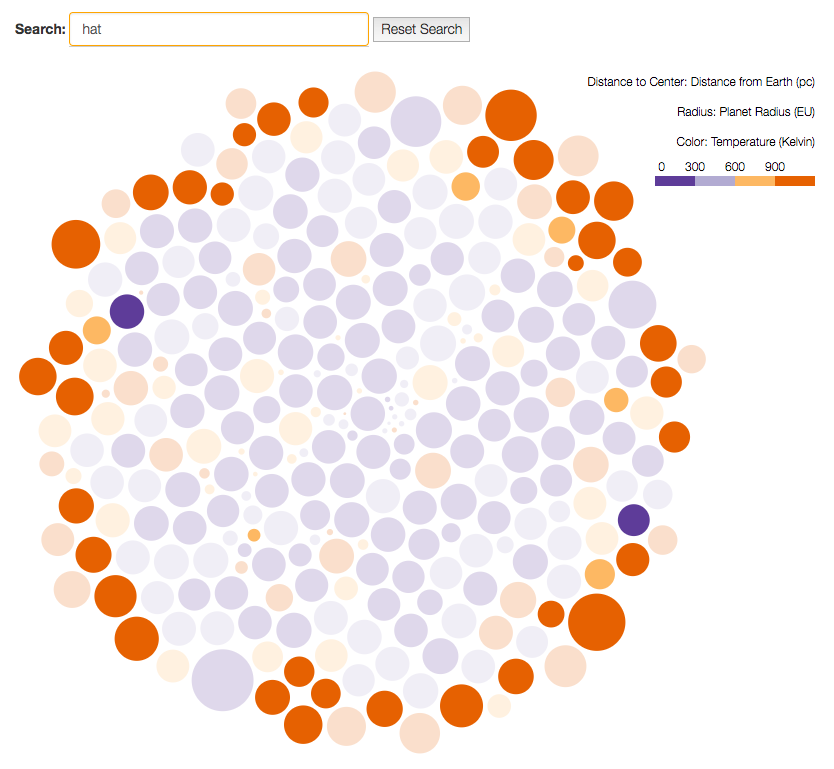 Search: hat Reset Search
Distance to Center: Distance from Earth (pc)
Radius: Planet Radius (EU)
Color: Temperature (Kelvin)
0 300 600 900